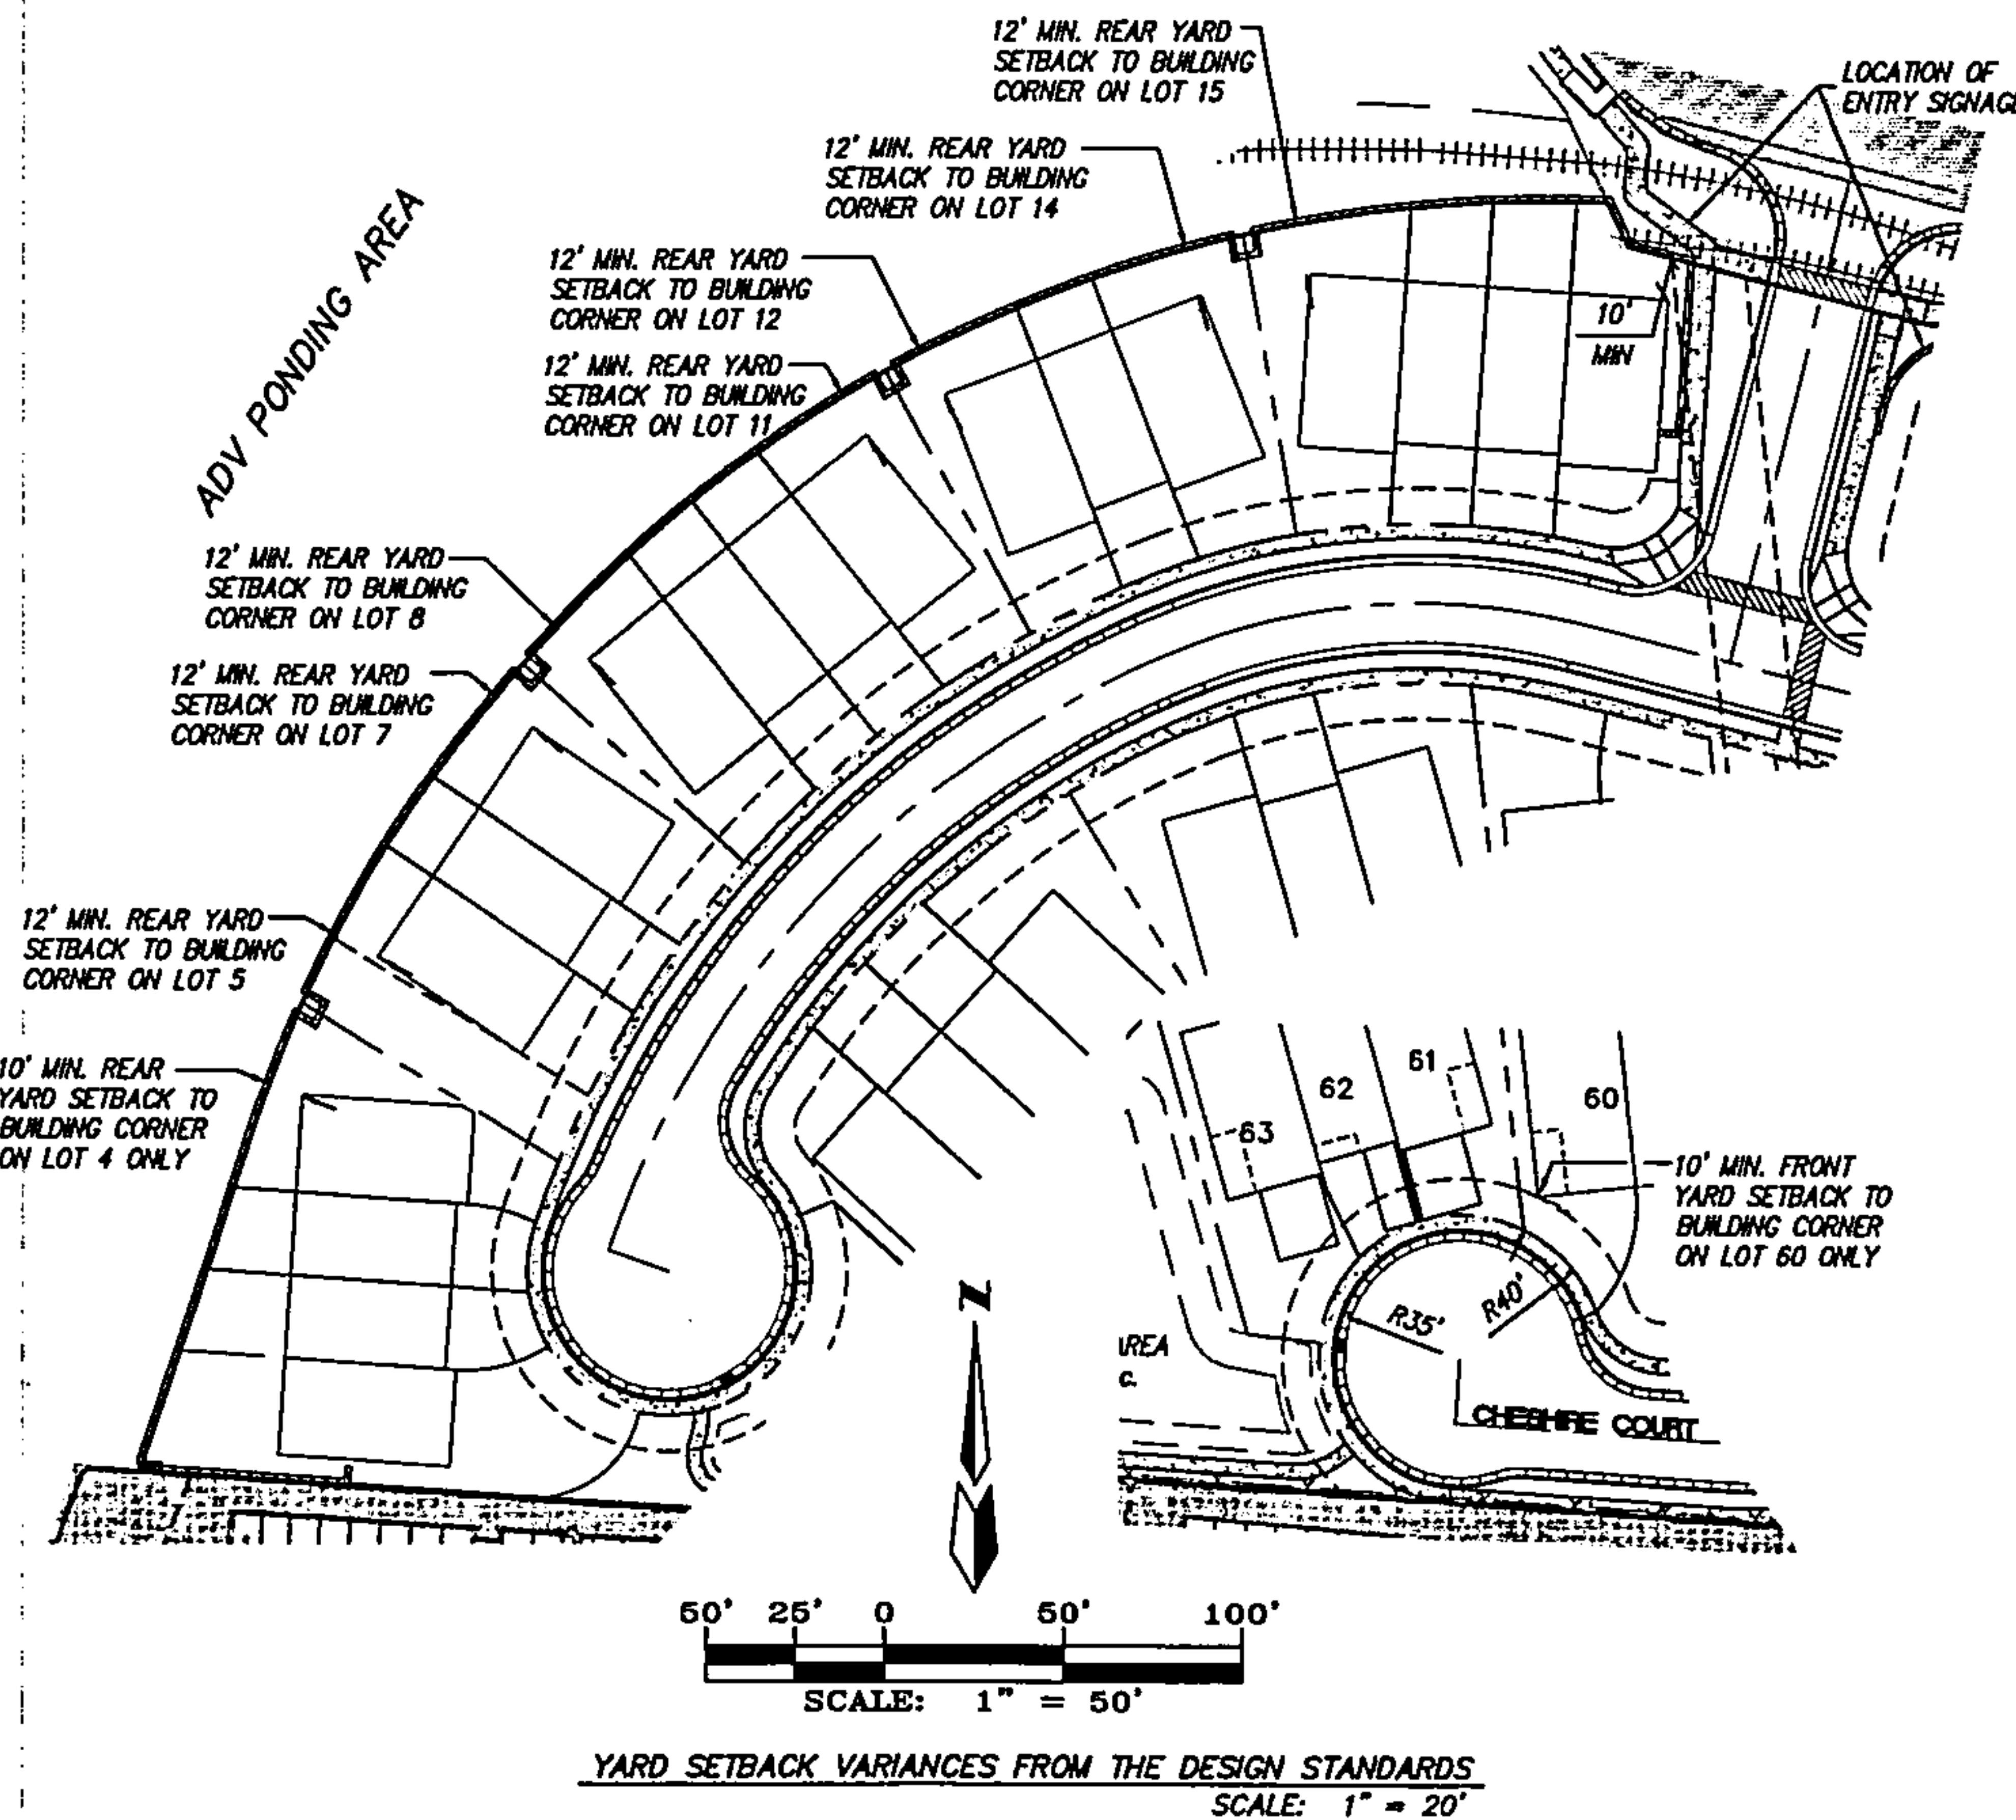 12' MIN. REAR YARD
SETBACK TO BUILDING
CORNER ON LOT 15
LOCATION OF
ENTRY SIGNAGE
12' MIN. REAR YARD
SETBACK TO BUILDING
CORNER ON LOT 14
ADV PONDING AREA
12' MIN. REAR YARD
SETBACK TO BUILDING
CORNER ON LOT 12
10'
MIN
12' MIN. REAR YARD
SETBACK TO BUILDING
CORNER ON LOT 11
12' MIN. REAR YARD
SETBACK TO BUILDING
CORNER ON LOT 8
12' MIN. REAR YARD
SETBACK TO BUILDING
CORNER ON LOT 7
12' MIN. REAR YARD
SETBACK TO BUILDING
CORNER ON LOT 5
10' MIN. REAR
YARD SETBACK TO
BUILDING CORNER
ON LOT 4 ONLY
63
62
61
60
10' MIN. FRONT
YARD SETBACK TO
BUILDING CORNER
ON LOT 60 ONLY
R35'
R40'
CHESHIRE COURT
N
50' 25' 0 50' 100'
SCALE: 1" = 50'
YARD SETBACK VARIANCES FROM THE DESIGN STANDARDS
SCALE: 1" = 20'